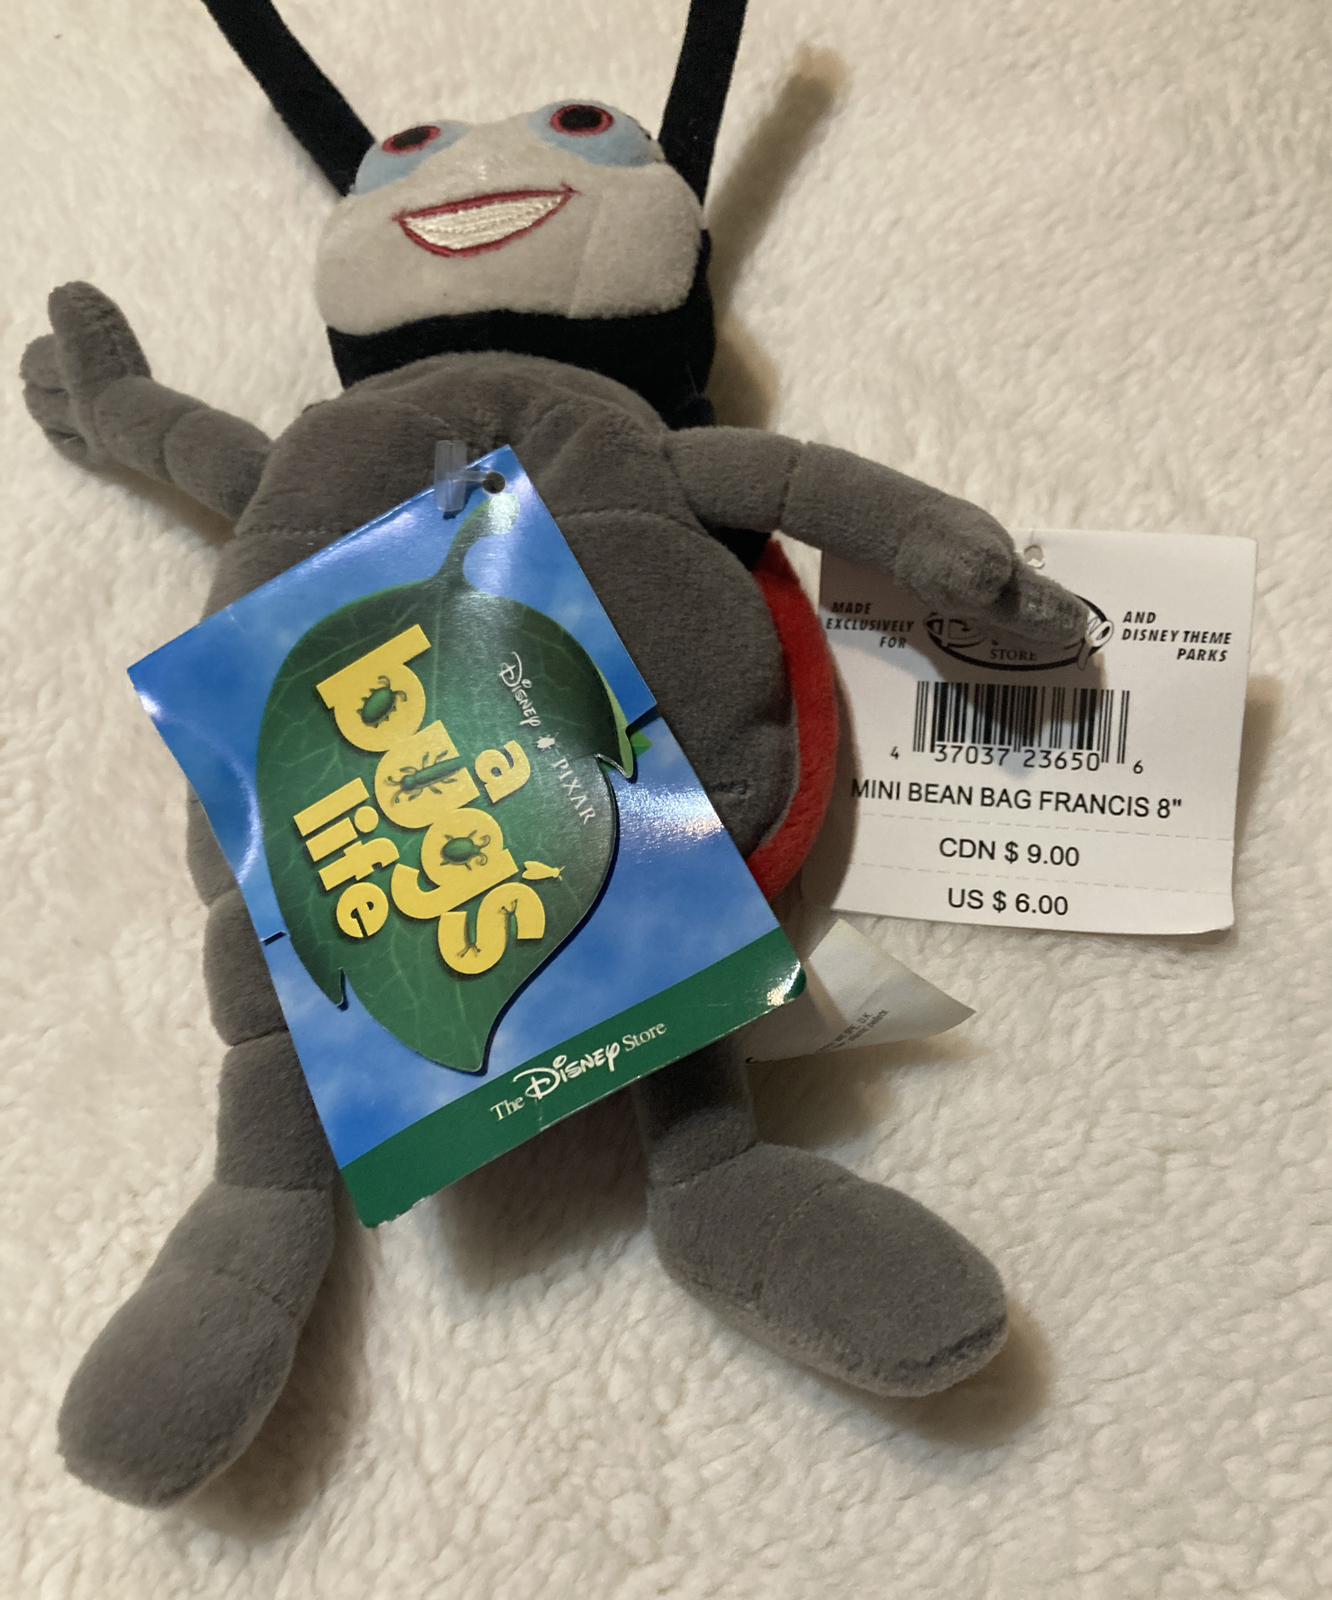 Disney PIXAR
a
bug's
life
The Disney Store
MADE
EXCLUSIVELY
FOR
STORE
AND
DISNEY THEME
PARKS
4 37037 23650 6
MINI BEAN BAG FRANCIS 8"
CDN $ 9.00
US $ 6.00